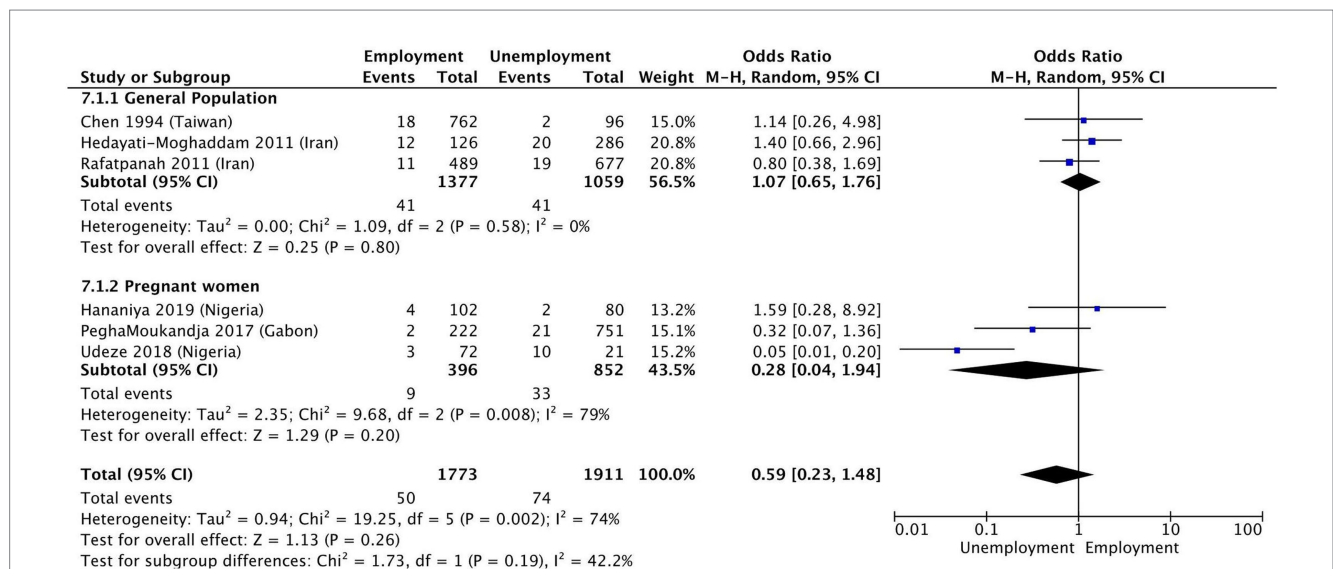 Employment Unemployment Odds Ratio Odds Ratio
Study or Subgroup Events Total Events Total Weight M-H, Random, 95% CI M-H, Random, 95% CI
7.1.1 General Population
Chen 1994 (Taiwan) 18 762 2 96 15.0% 1.14 [0.26, 4.98]
Hedayati-Moghaddam 2011 (Iran) 12 126 20 286 20.8% 1.40 [0.66, 2.96]
Rafatpanah 2011 (Iran) 11 489 19 677 20.8% 0.80 [0.38, 1.69]
Subtotal (95% CI) 1377 1059 56.5% 1.07 [0.65, 1.76]
Total events 41 41
Heterogeneity: Tau² = 0.00; Chi² = 1.09, df = 2 (P = 0.58); I² = 0%
Test for overall effect: Z = 0.25 (P = 0.80)
7.1.2 Pregnant women
Hananiya 2019 (Nigeria) 4 102 2 80 13.2% 1.59 [0.28, 8.92]
PeghaMoukandja 2017 (Gabon) 2 222 21 751 15.1% 0.32 [0.07, 1.36]
Udeze 2018 (Nigeria) 3 72 10 21 15.2% 0.05 [0.01, 0.20]
Subtotal (95% CI) 396 852 43.5% 0.28 [0.04, 1.94]
Total events 9 33
Heterogeneity: Tau² = 2.35; Chi² = 9.68, df = 2 (P = 0.008); I² = 79%
Test for overall effect: Z = 1.29 (P = 0.20)
Total (95% CI) 1773 1911 100.0% 0.59 [0.23, 1.48]
Total events 50 74
Heterogeneity: Tau² = 0.94; Chi² = 19.25, df = 5 (P = 0.002); I² = 74%
Test for overall effect: Z = 1.13 (P = 0.26)
Test for subgroup differences: Chi² = 1.73, df = 1 (P = 0.19), I² = 42.2%
0.01 0.1 1 10 100
Unemployment Employment